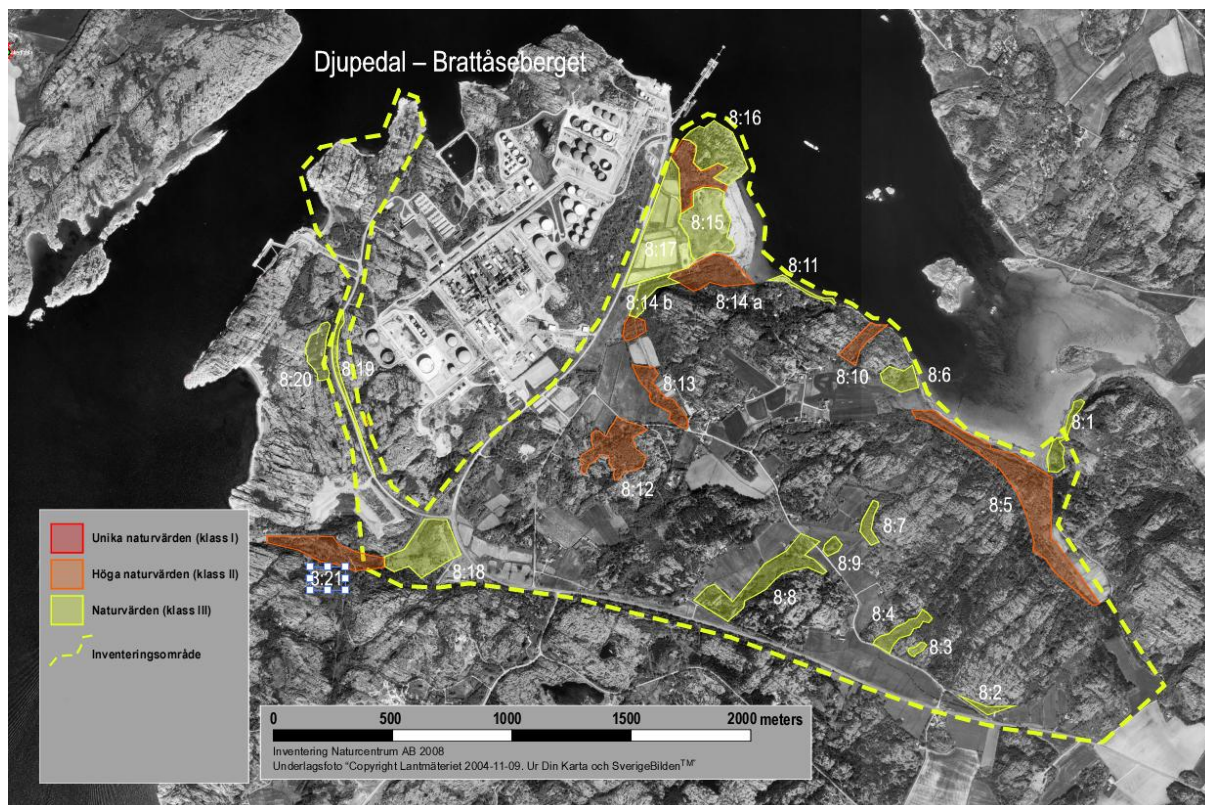 Djupedal – Brattåseberget
8:16
8:15
8:17
8:11
8:14 b
8:14 a
8:10
8:6
8:13
8:19
8:20
8:1
8:12
8:5
8:7
8:9
8:18
8:21
8:8
8:4
8:3
8:2
Unika naturvärden (klass I)
Höga naturvärden (klass II)
Naturvärden (klass III)
Inventeringsområde
0 500 1000 1500 2000 meters
Inventering Naturcentrum AB 2008
Underlagsfoto “Copyright Lantmäteriet 2004-11-09. Ur Din Karta och SverigeBilden™”